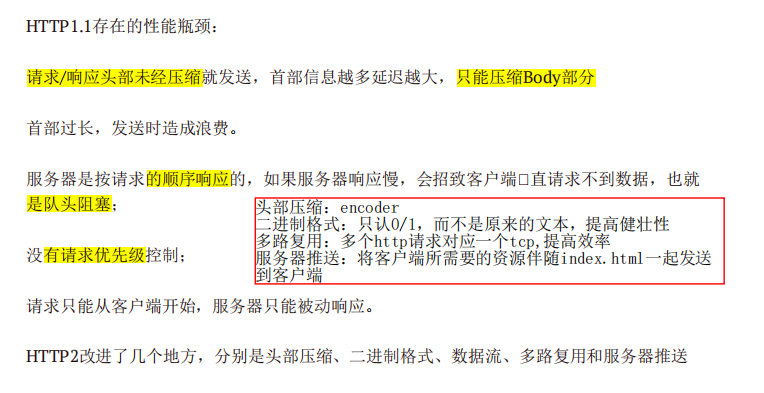 HTTP1.1存在的性能瓶颈：
请求/响应头部未经压缩就发送，首部信息越多延迟越大，只能压缩Body部分
首部过长，发送时造成浪费。
服务器是按请求的顺序响应的，如果服务器响应慢，会招致客户端□直请求不到数据，也就
是队头阻塞；
头部压缩：encoder
二进制格式：只认0/1，而不是原来的文本，提高健壮性
多路复用：多个http请求对应一个tcp,提高效率
服务器推送：将客户端所需要的资源伴随index.html一起发送
到客户端
没有请求优先级控制；
请求只能从客户端开始，服务器只能被动响应。
HTTP2改进了几个地方，分别是头部压缩、二进制格式、数据流、多路复用和服务器推送